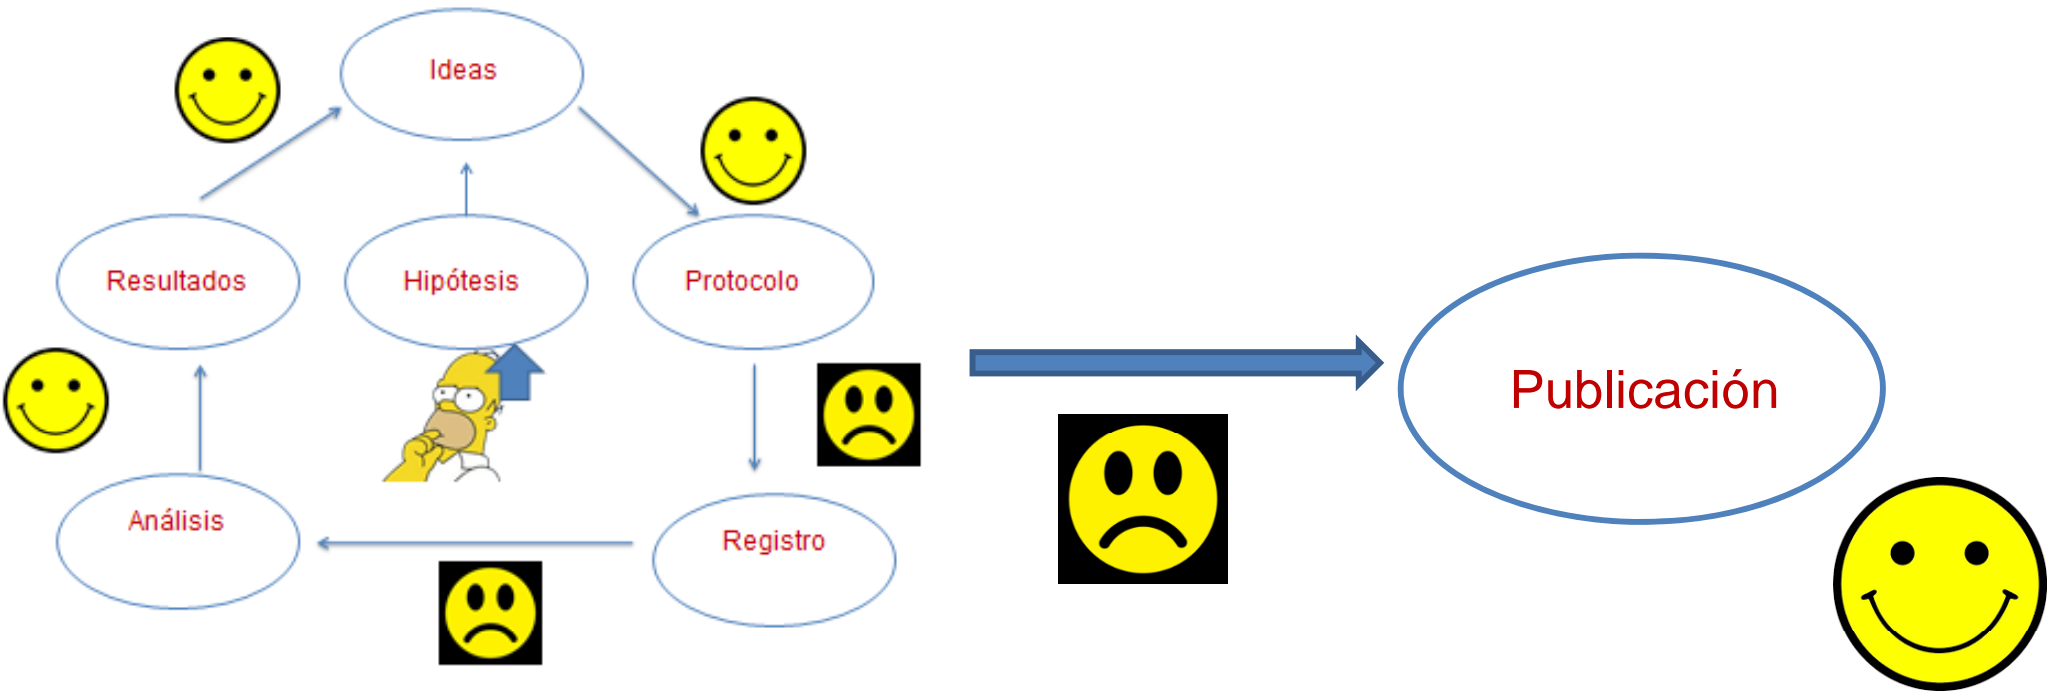 Ideas
Resultados
Hipótesis
Protocolo
Publicación
Análisis
Registro